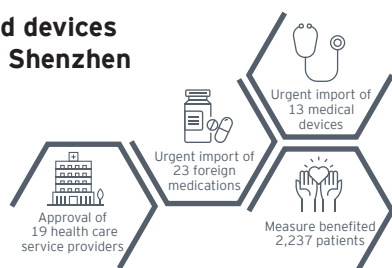 d devices
Shenzhen
Urgent import of
13 medical
devices
Urgent import of
23 foreign
medications
Approval of
19 health care
service providers
Measure benefited
2,237 patients